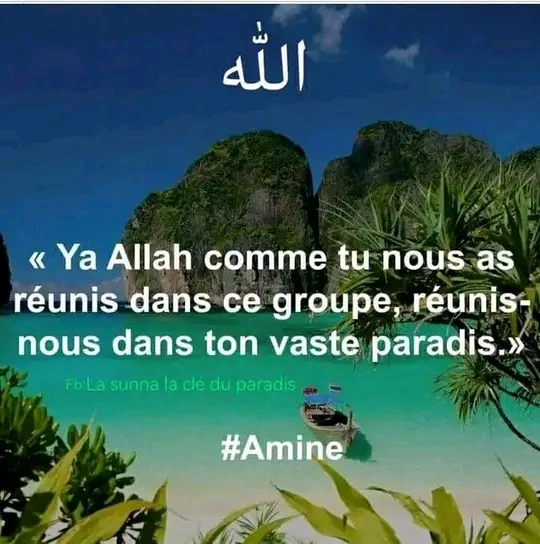 الله
« Ya Allah comme tu nous as
réunis dans ce groupe, réunis-
nous dans ton vaste paradis.»
Fb:La sunna la clé du paradis
#Amine